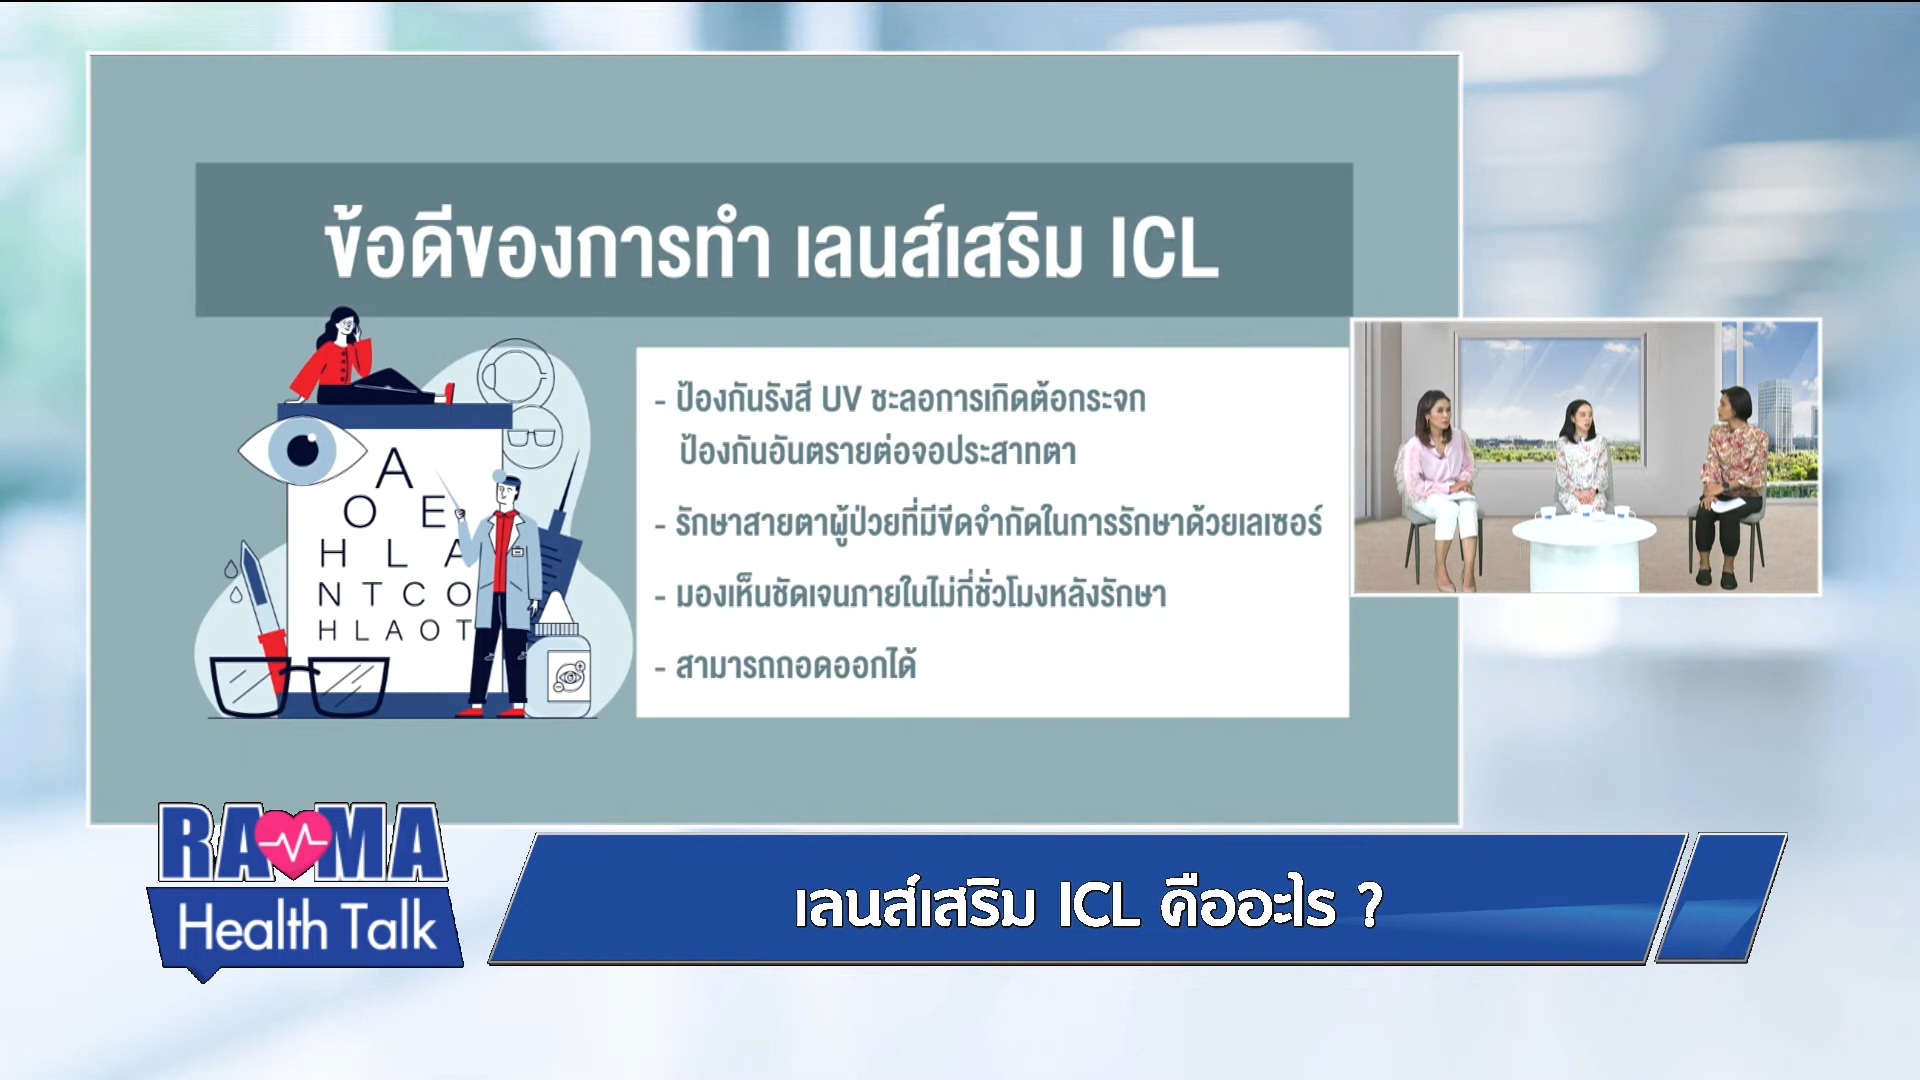 ข้อดีของการทำ เลนส์เสริม ICL
- ป้องกันรังสี UV ชะลอการเกิดต้อกระจก
ป้องกันอันตรายต่อจอประสาทตา
- รักษาสายตาผู้ป่วยที่มีขีดจำกัดในการรักษาด้วยเลเซอร์
- มองเห็นชัดเจนภายในไม่กี่ชั่วโมงหลังรักษา
- สามารถถอดออกได้
A
O E
H L A
N T C O
H L A O T
RAMA
Health Talk
เลนส์เสริม ICL คืออะไร ?